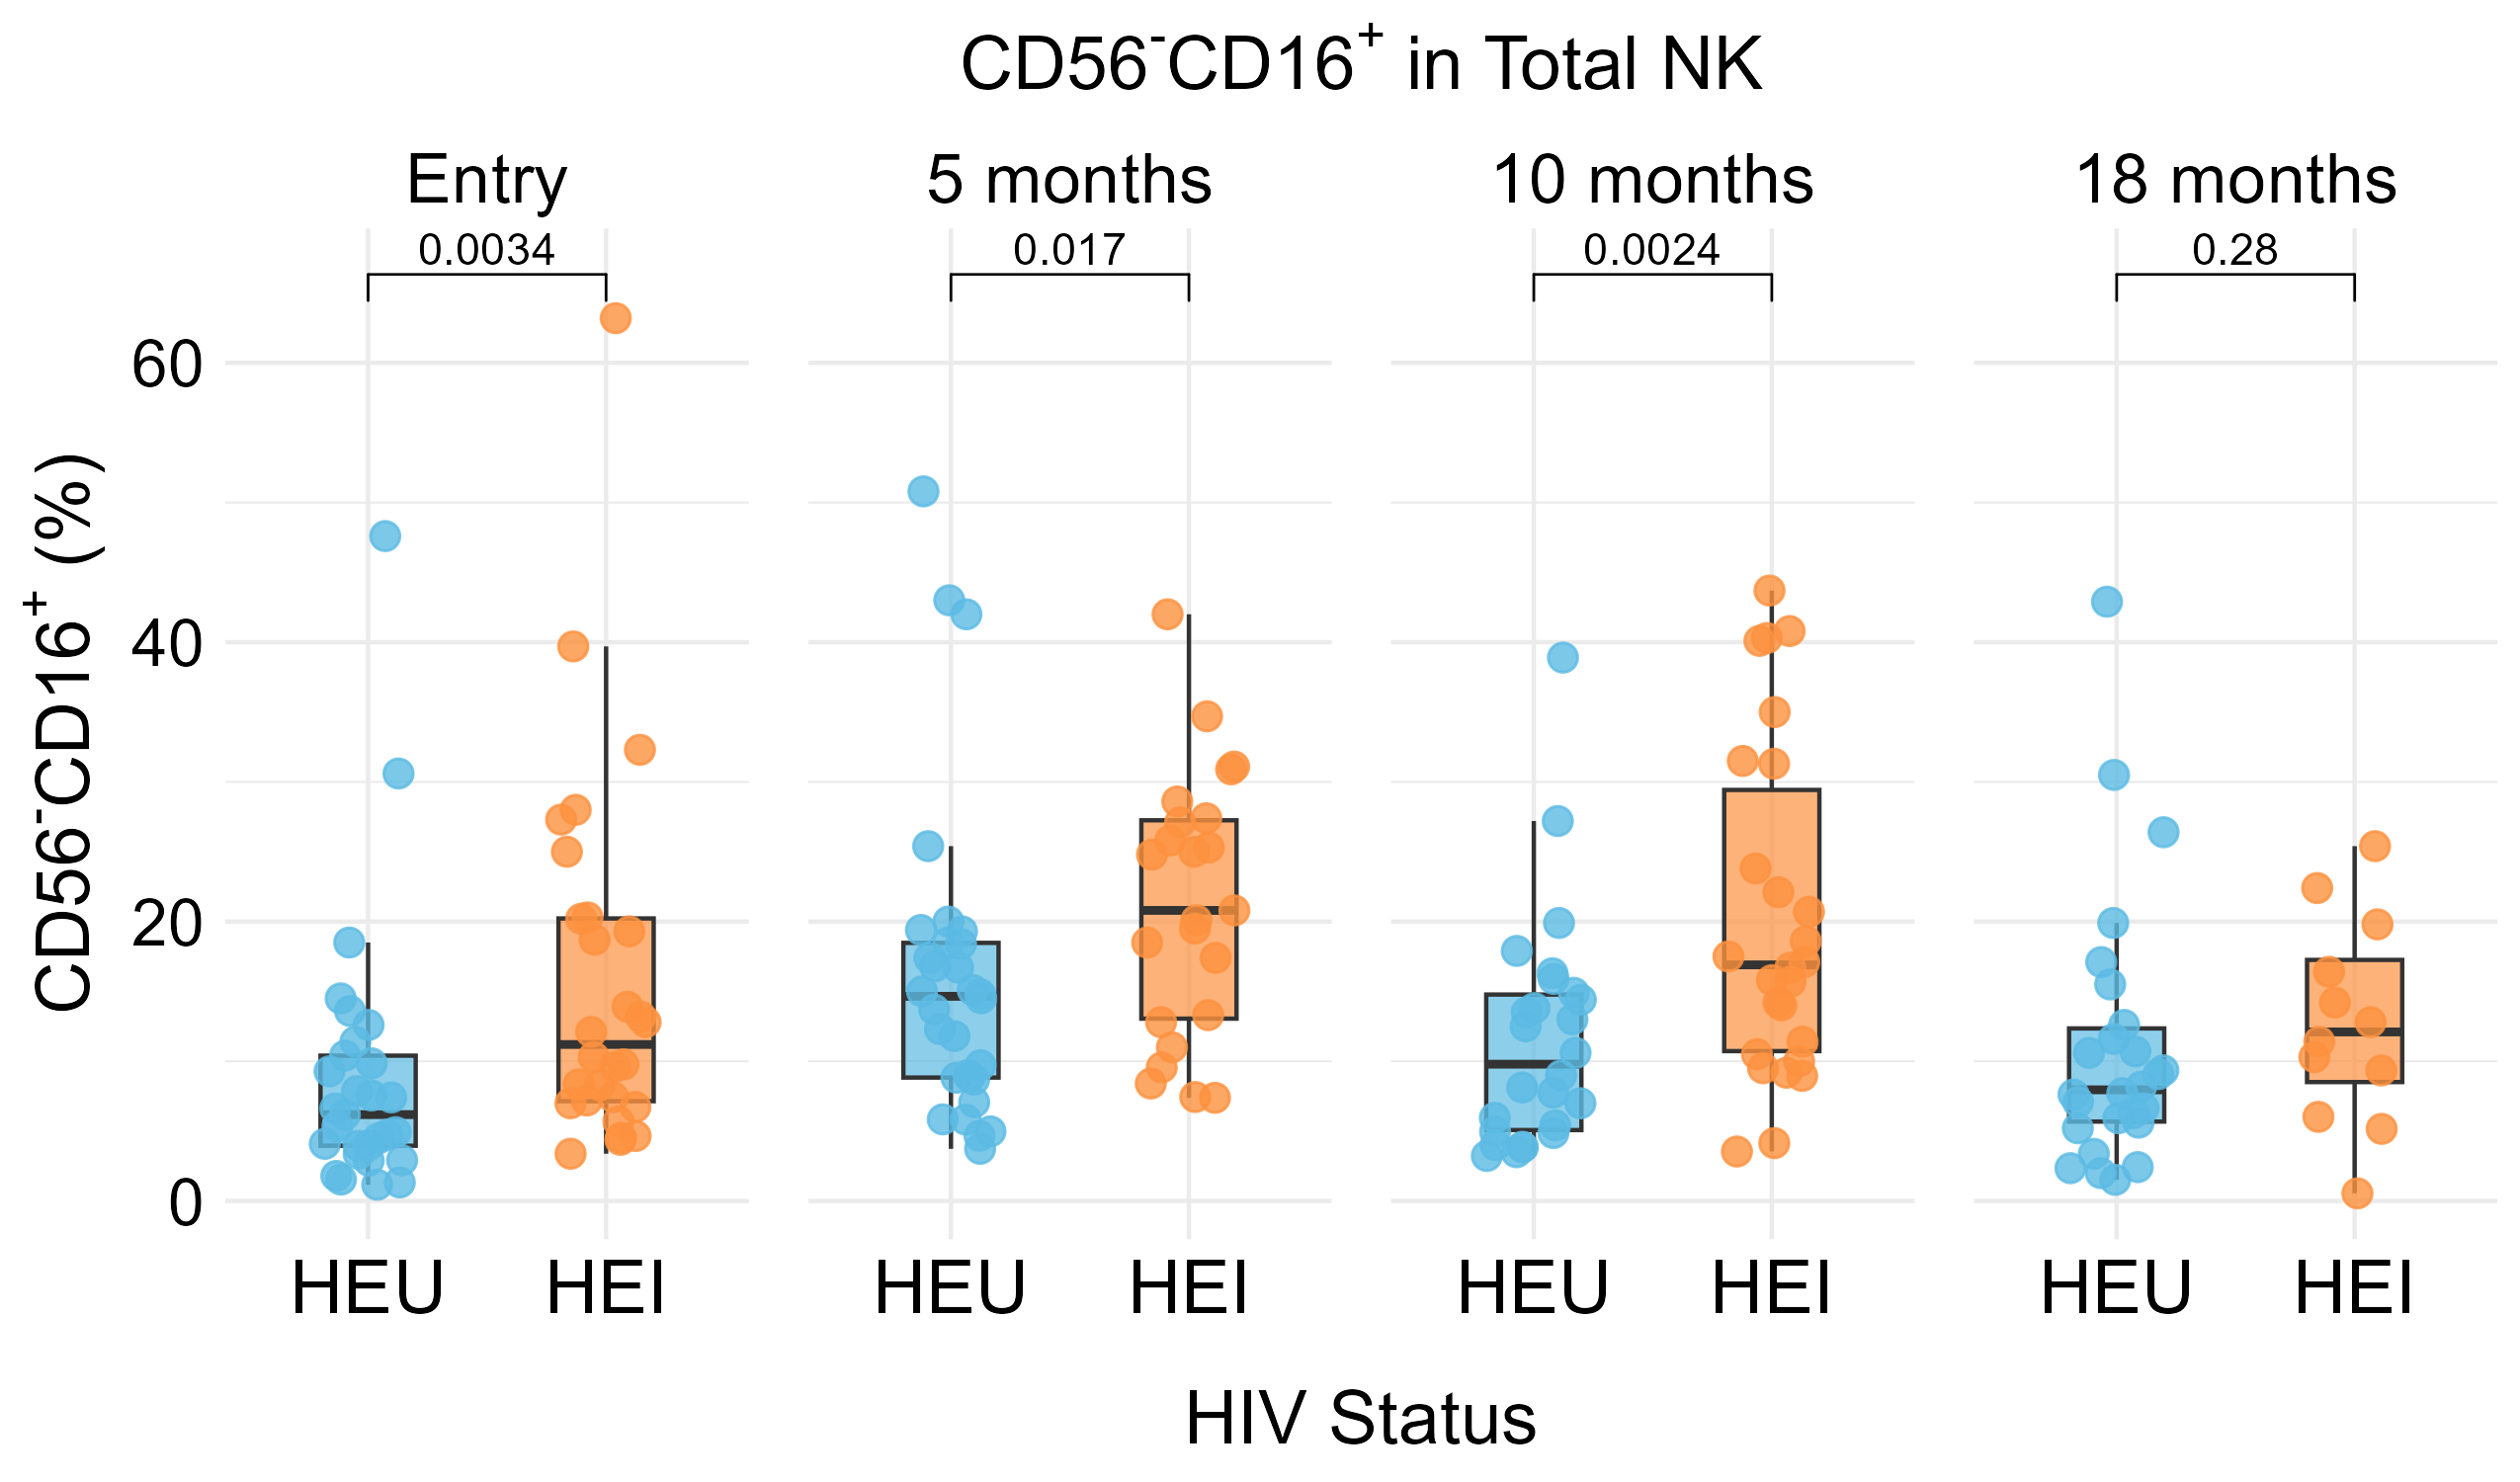 CD56⁻CD16⁺ in Total NK
Entry 5 months 10 months 18 months
0.0034 0.017 0.0024 0.28
CD56⁻CD16⁺ (%)
60
40
20
0
HEU HEI HEU HEI HEU HEI HEU HEI
HIV Status